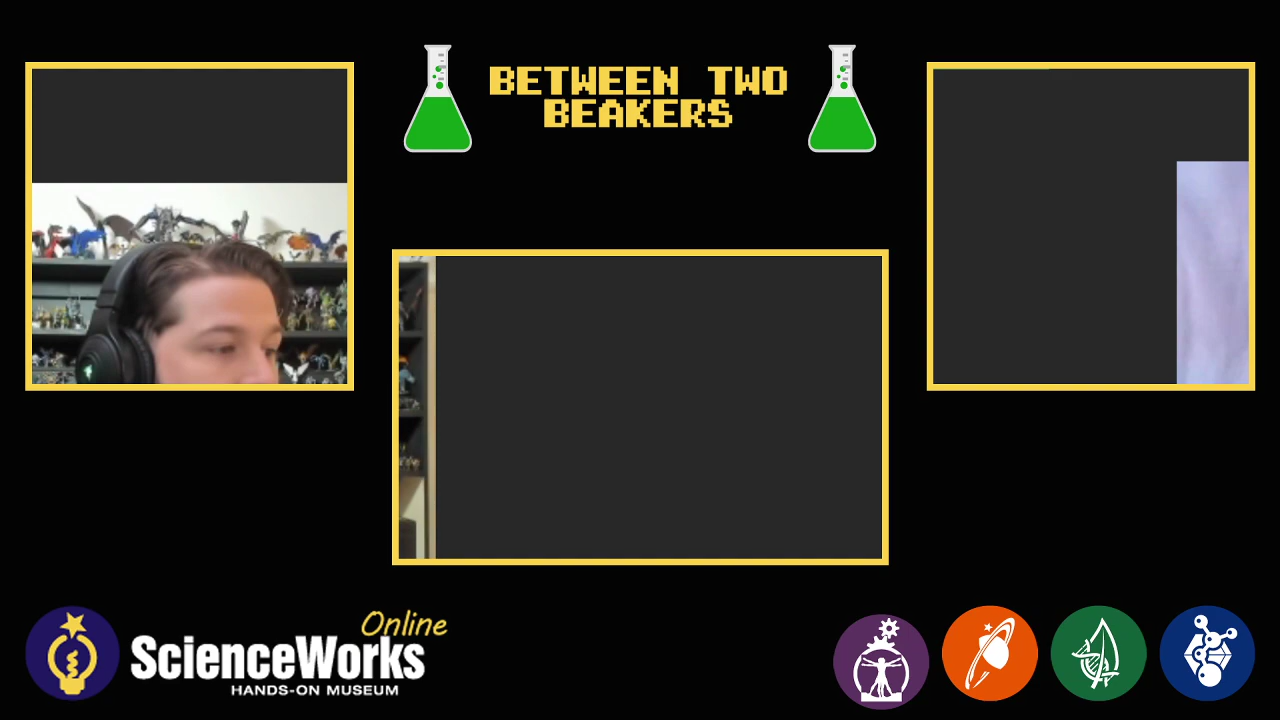 BETWEEN TWO
BEAKERS
Online
ScienceWorks
HANDS-ON MUSEUM